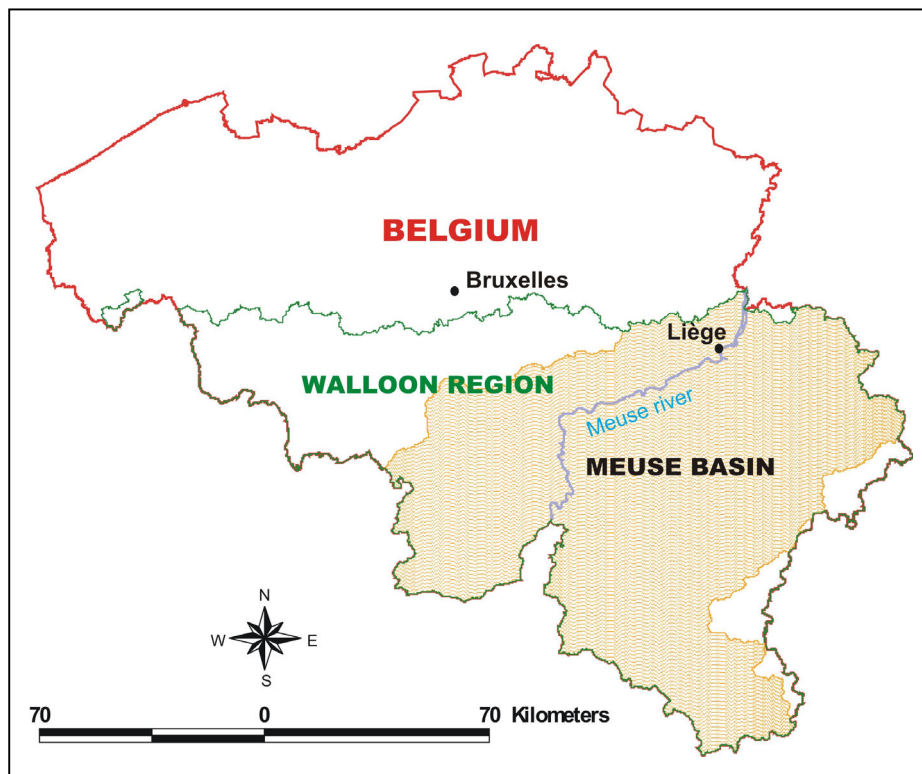 BELGIUM
Bruxelles
Liège
WALLOON REGION
Meuse river
MEUSE BASIN
N
W E
S
70 0 70 Kilometers